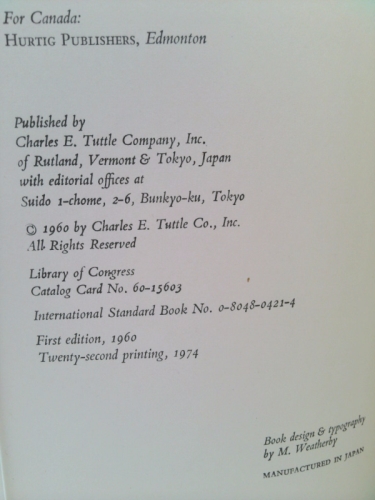 For Canada:
HURTIG PUBLISHERS, Edmonton
Published by
Charles E. Tuttle Company, Inc.
of Rutland, Vermont & Tokyo, Japan
with editorial offices at
Suido 1-chome, 2-6, Bunkyo-ku, Tokyo
© 1960 by Charles E. Tuttle Co., Inc.
All Rights Reserved
Library of Congress
Catalog Card No. 60-15603
International Standard Book No. 0-8048-0421-4
First edition, 1960
Twenty-second printing, 1974
Book design & typography
by M. Weatherby
MANUFACTURED IN JAPAN